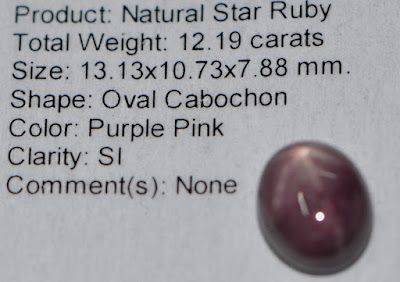 Product: Natural Star Ruby
Total Weight: 12.19 carats
Size: 13.13x10.73x7.88 mm.
Shape: Oval Cabochon
Color: Purple Pink
Clarity: SI
Comment(s): None